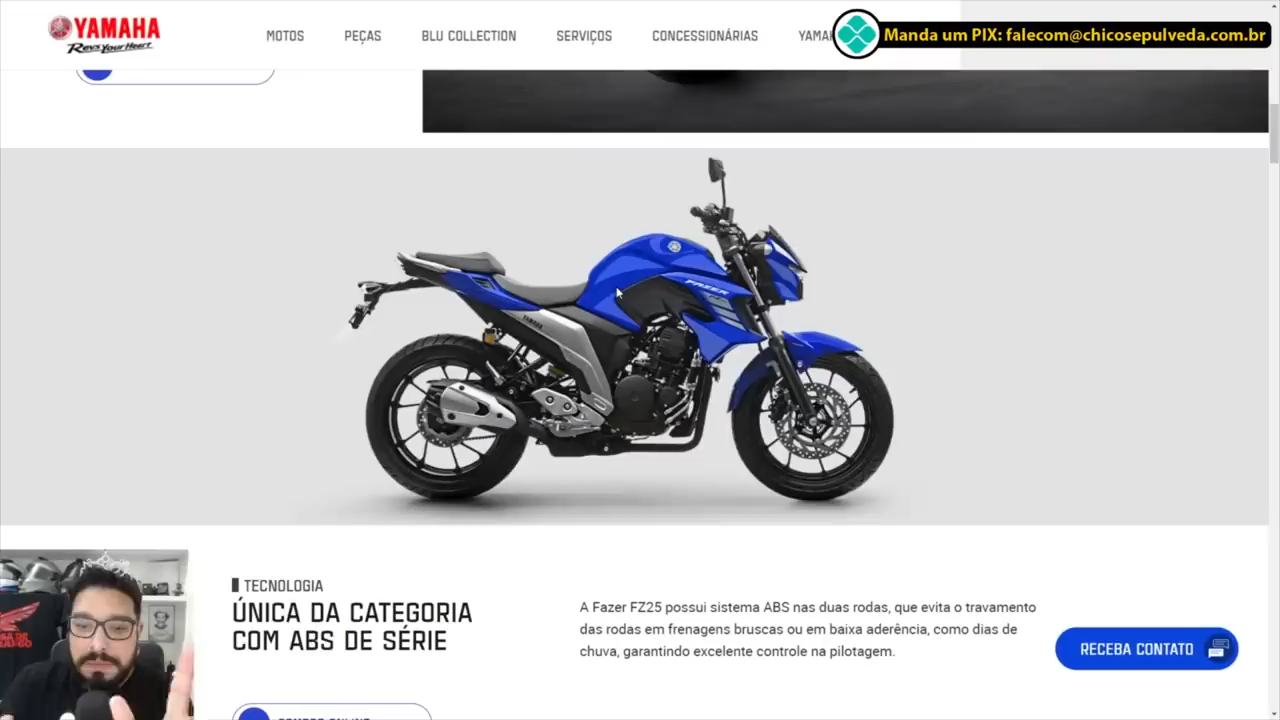 YAMAHA
Revs Your Heart
MOTOS
PEÇAS
BLU COLLECTION
SERVIÇOS
CONCESSIONÁRIAS
YAMA
Manda um PIX: falecom@chicosepulveda.com.br
FAZER
YAMAHA
TECNOLOGIA
ÚNICA DA CATEGORIA
COM ABS DE SÉRIE
A Fazer FZ25 possui sistema ABS nas duas rodas, que evita o travamento
das rodas em frenagens bruscas ou em baixa aderência, como dias de
chuva, garantindo excelente controle na pilotagem.
RECEBA CONTATO